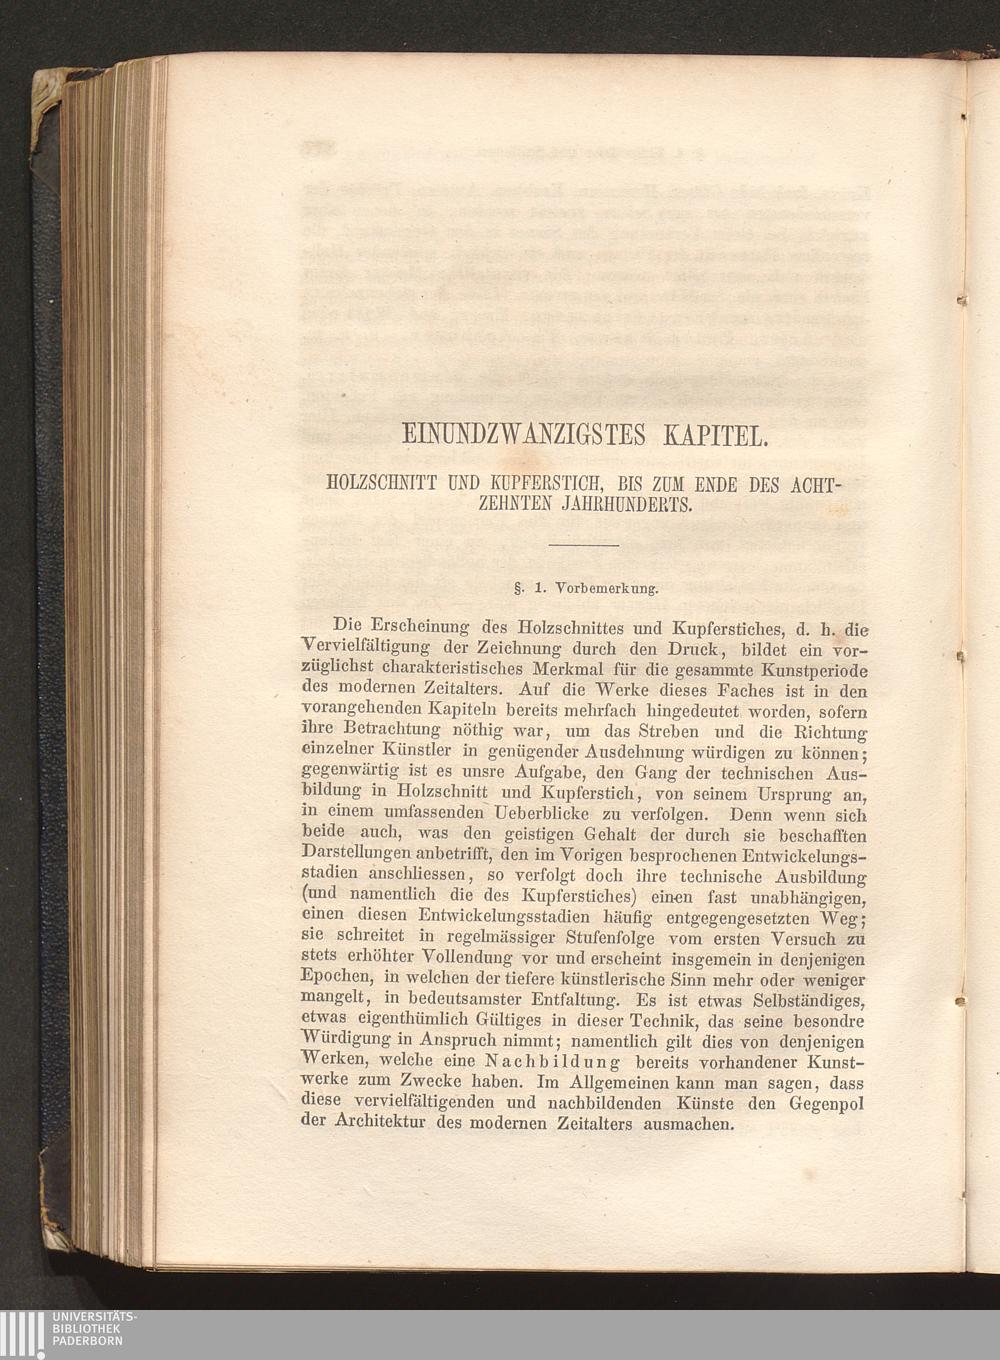 EINUNDZWANZIGSTES KAPITEL.
HOLZSCHNITT UND KUPFERSTICH, BIS ZUM ENDE DES ACHT-
ZEHNTEN JAHRHUNDERTS.
§. 1. Vorbemerkung.
Die Erscheinung des Holzschnittes und Kupferstiches, d. h. die
Vervielfältigung der Zeichnung durch den Druck, bildet ein vor-
züglichst charakteristisches Merkmal für die gesammte Kunstperiode
des modernen Zeitalters. Auf die Werke dieses Faches ist in den
vorangehenden Kapiteln bereits mehrfach hingedeutet worden, sofern
ihre Betrachtung nöthig war, um das Streben und die Richtung
einzelner Künstler in genügender Ausdehnung würdigen zu können;
gegenwärtig ist es unsre Aufgabe, den Gang der technischen Aus-
bildung in Holzschnitt und Kupferstich, von seinem Ursprung an,
in einem umfassenden Ueberblicke zu verfolgen. Denn wenn sich
beide auch, was den geistigen Gehalt der durch sie beschafften
Darstellungen anbetrifft, den im Vorigen besprochenen Entwickelungs-
stadien anschliessen, so verfolgt doch ihre technische Ausbildung
(und namentlich die des Kupferstiches) einen fast unabhängigen,
einen diesen Entwickelungsstadien häufig entgegengesetzten Weg;
sie schreitet in regelmässiger Stufenfolge vom ersten Versuch zu
stets erhöhter Vollendung vor und erscheint insgemein in denjenigen
Epochen, in welchen der tiefere künstlerische Sinn mehr oder weniger
mangelt, in bedeutsamster Entfaltung. Es ist etwas Selbständiges,
etwas eigenthümlich Gültiges in dieser Technik, das seine besondre
Würdigung in Anspruch nimmt; namentlich gilt dies von denjenigen
Werken, welche eine Nachbildung bereits vorhandener Kunst-
werke zum Zwecke haben. Im Allgemeinen kann man sagen, dass
diese vervielfältigenden und nachbildenden Künste den Gegenpol
der Architektur des modernen Zeitalters ausmachen.
UNIVERSITÄTS-
BIBLIOTHEK
PADERBORN